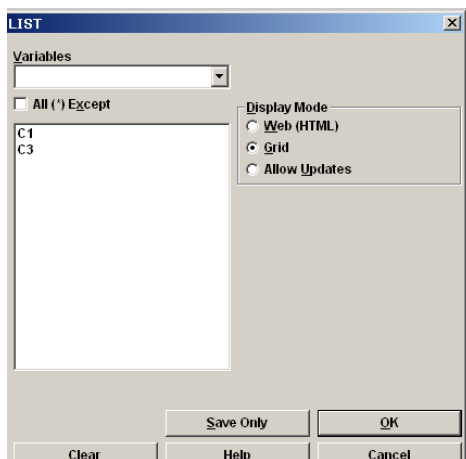 LIST
Variables
All (*) Except
C1
C3
Display Mode
Web (HTML)
Grid
Allow Updates
Save Only
OK
Clear
Help
Cancel